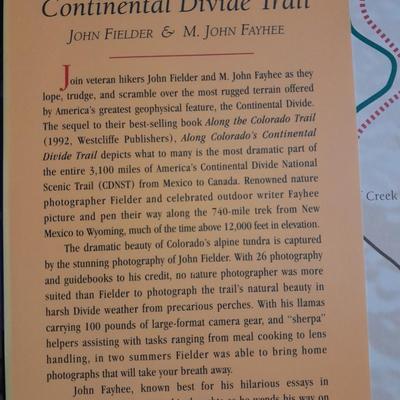 Continental Divide Trail
JOHN FIELDER & M. JOHN FAYHEE
Join veteran hikers John Fielder and M. John Fayhee as they
lope, trudge, and scramble over the most rugged terrain offered
by America's greatest geophysical feature, the Continental Divide.
The sequel to their best-selling book Along the Colorado Trail
(1992, Westcliffe Publishers), Along Colorado's Continental
Divide Trail depicts what to many is the most dramatic part of
the entire 3,100 miles of America's Continental Divide National
Scenic Trail (CDNST) from Mexico to Canada. Renowned nature
photographer Fielder and celebrated outdoor writer Fayhee
picture and pen their way along the 740-mile trek from New
Mexico to Wyoming, much of the time above 12,000 feet in elevation.
The dramatic beauty of Colorado's alpine tundra is captured
by the stunning photography of John Fielder. With 26 photography
and guidebooks to his credit, no nature photographer was more
suited than Fielder to photograph the trail's natural beauty in
harsh Divide weather from precarious perches. With his llamas
carrying 100 pounds of large-format camera gear, and "sherpa"
helpers assisting with tasks ranging from meal cooking to lens
handling, in two summers Fielder was able to bring home
photographs that will take your breath away.
John Fayhee, known best for his hilarious essays in
as he wends his way on
Creek